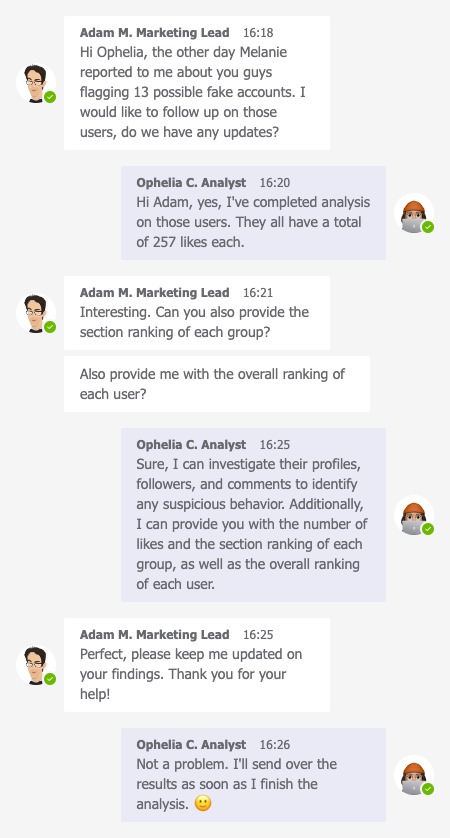 Adam M. Marketing Lead 16:18
Hi Ophelia, the other day Melanie
reported to me about you guys
flagging 13 possible fake accounts. I
would like to follow up on those
users, do we have any updates?
Ophelia C. Analyst 16:20
Hi Adam, yes, I've completed analysis
on those users. They all have a total
of 257 likes each.
Adam M. Marketing Lead 16:21
Interesting. Can you also provide the
section ranking of each group?
Also provide me with the overall ranking of
each user?
Ophelia C. Analyst 16:25
Sure, I can investigate their profiles,
followers, and comments to identify
any suspicious behavior. Additionally,
I can provide you with the number of
likes and the section ranking of each
group, as well as the overall ranking
of each user.
Adam M. Marketing Lead 16:25
Perfect, please keep me updated on
your findings. Thank you for your
help!
Ophelia C. Analyst 16:26
Not a problem. I'll send over the
results as soon as I finish the
analysis. 🙂